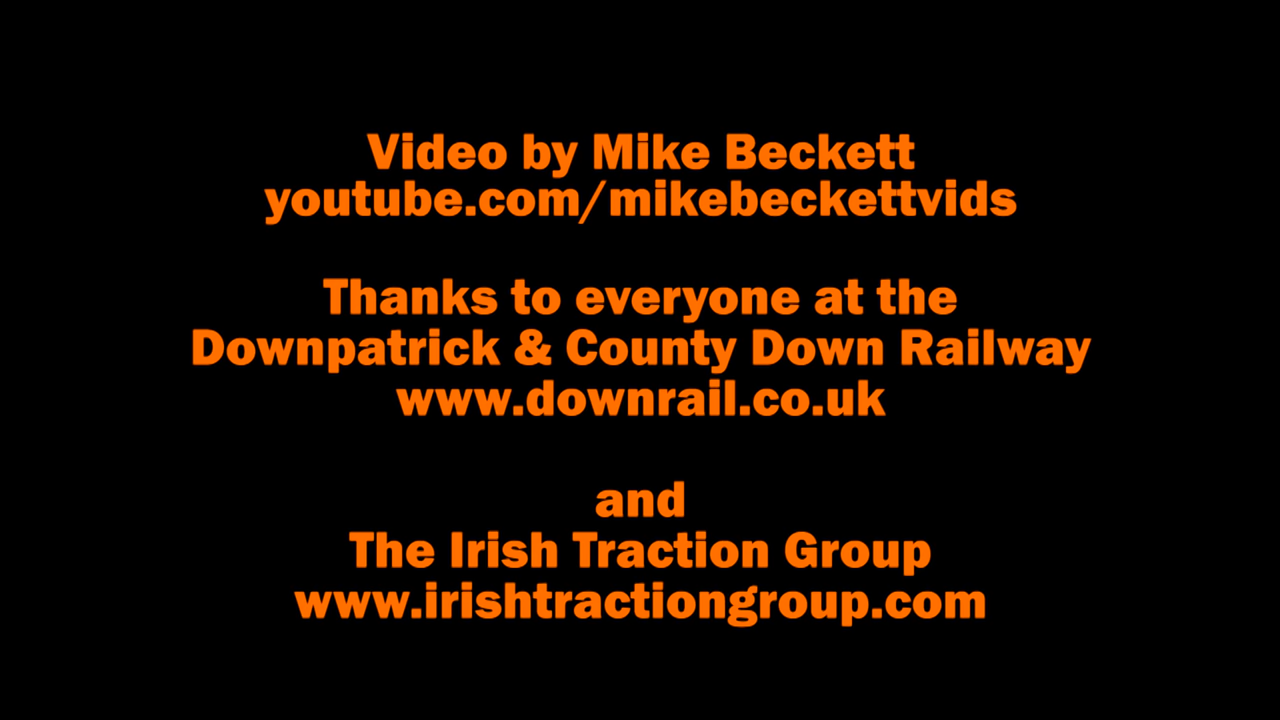 Video by Mike Beckett
youtube.com/mikebeckettvids
Thanks to everyone at the
Downpatrick & County Down Railway
www.downrail.co.uk
and
The Irish Traction Group
www.irishtractiongroup.com